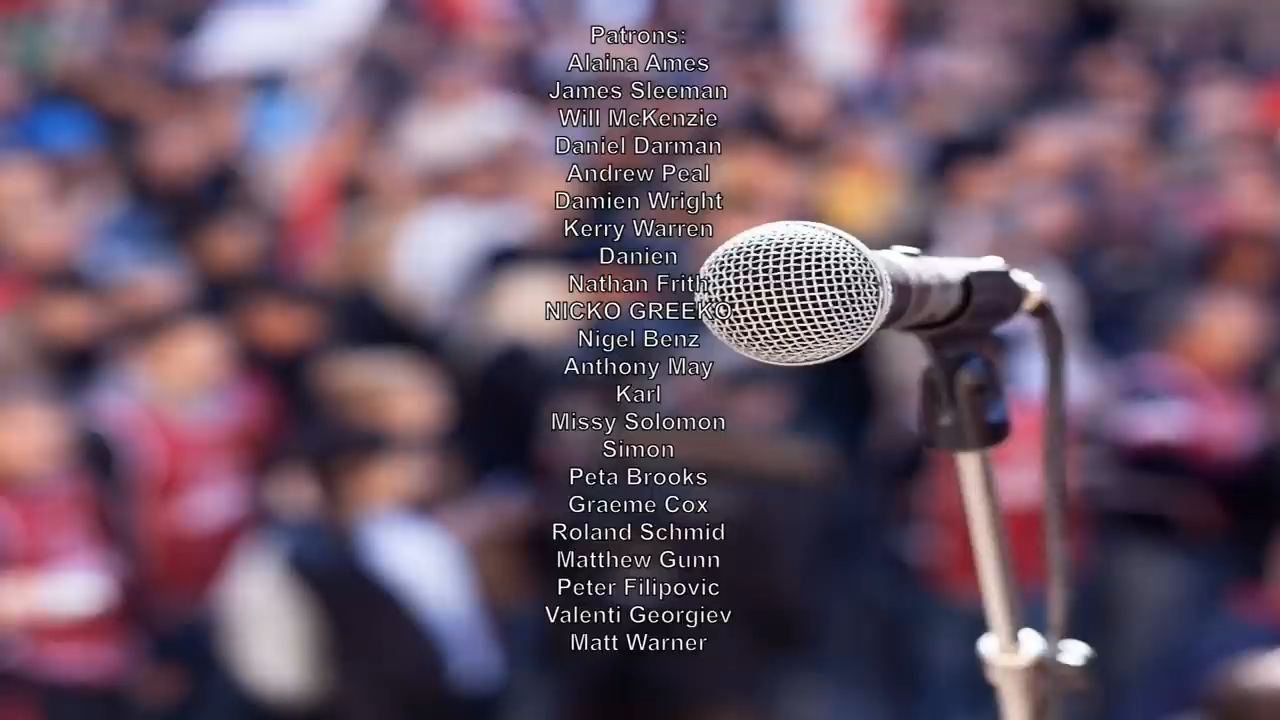 Patrons:
Alaina Ames
James Sleeman
Will McKenzie
Daniel Darman
Andrew Peal
Damien Wright
Kerry Warren
Danien
Nathan Frith
NICKO GREEKO
Nigel Benz
Anthony May
Karl
Missy Solomon
Simon
Peta Brooks
Graeme Cox
Roland Schmid
Matthew Gunn
Peter Filipovic
Valenti Georgiev
Matt Warner